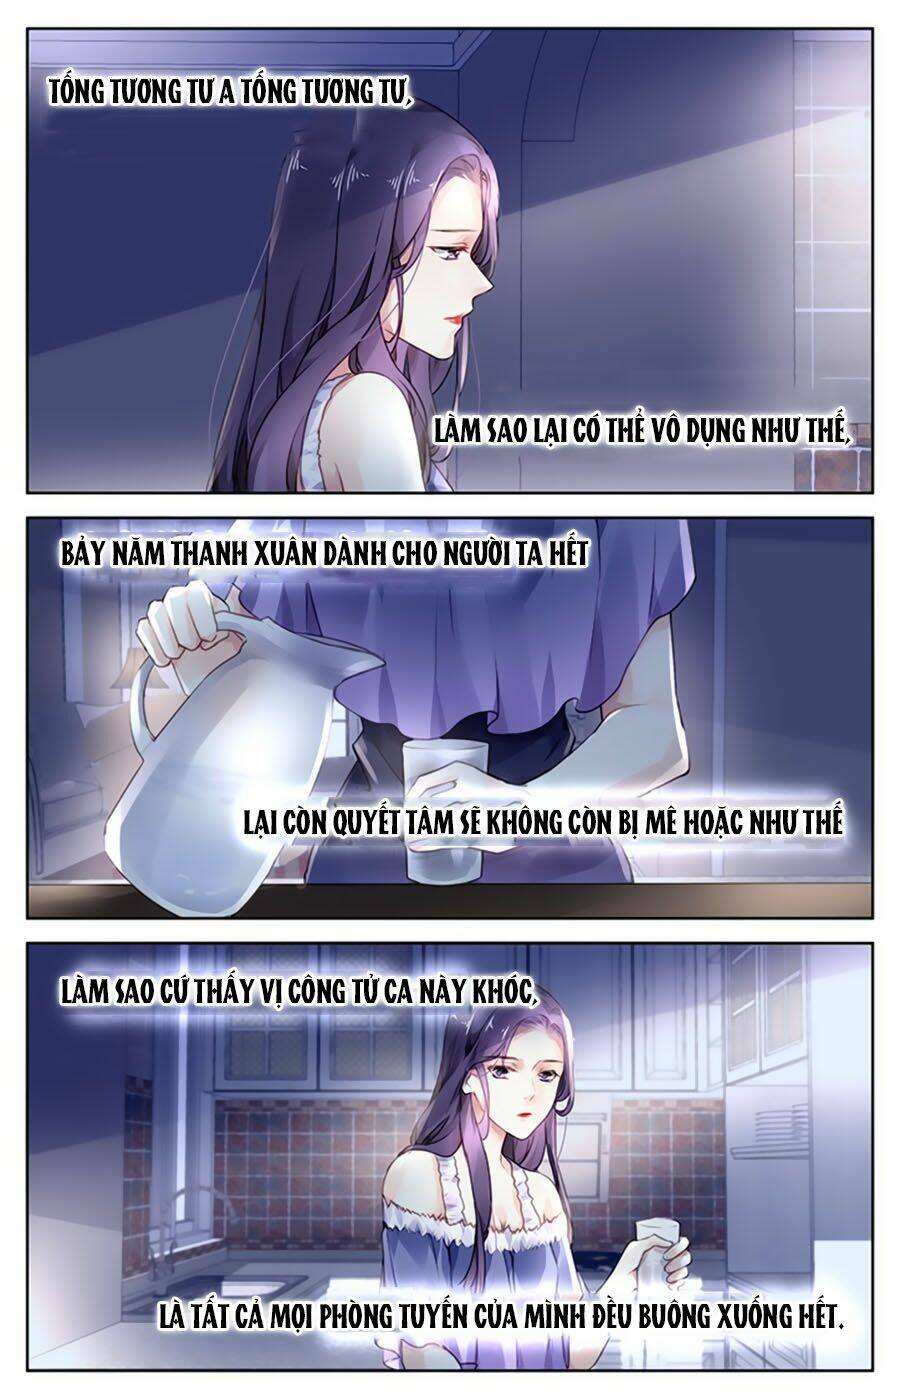 TỐNG TƯƠNG TƯ A TỐNG TƯƠNG TƯ,
LÀM SAO LẠI CÓ THỂ VÔ DỤNG NHƯ THẾ,
BẢY NĂM THANH XUÂN DÀNH CHO NGƯỜI TA HẾT
LẠI CÒN QUYẾT TÂM SẼ KHÔNG CÒN BỊ MÊ HOẶC NHƯ THẾ
LÀM SAO CỨ THẤY VỊ CÔNG TỬ CA NÀY KHÓC,
LÀ TẤT CẢ MỌI PHÒNG TUYẾN CỦA MÌNH ĐỀU BUÔNG XUỐNG HẾT.